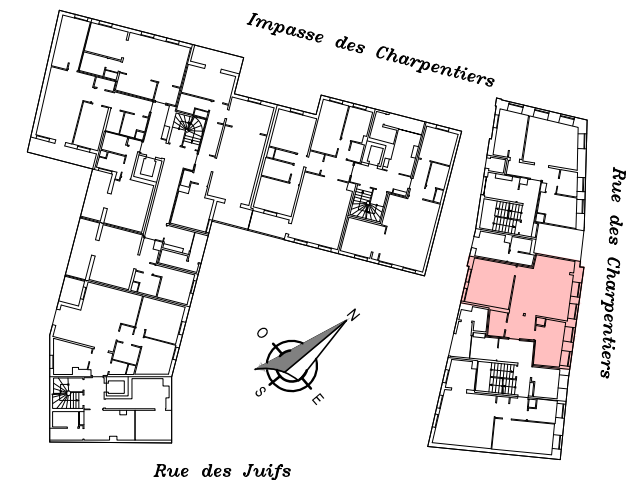 Impasse des Charpentiers
Rue des Charpentiers
N
O
S
E
Rue des Juifs